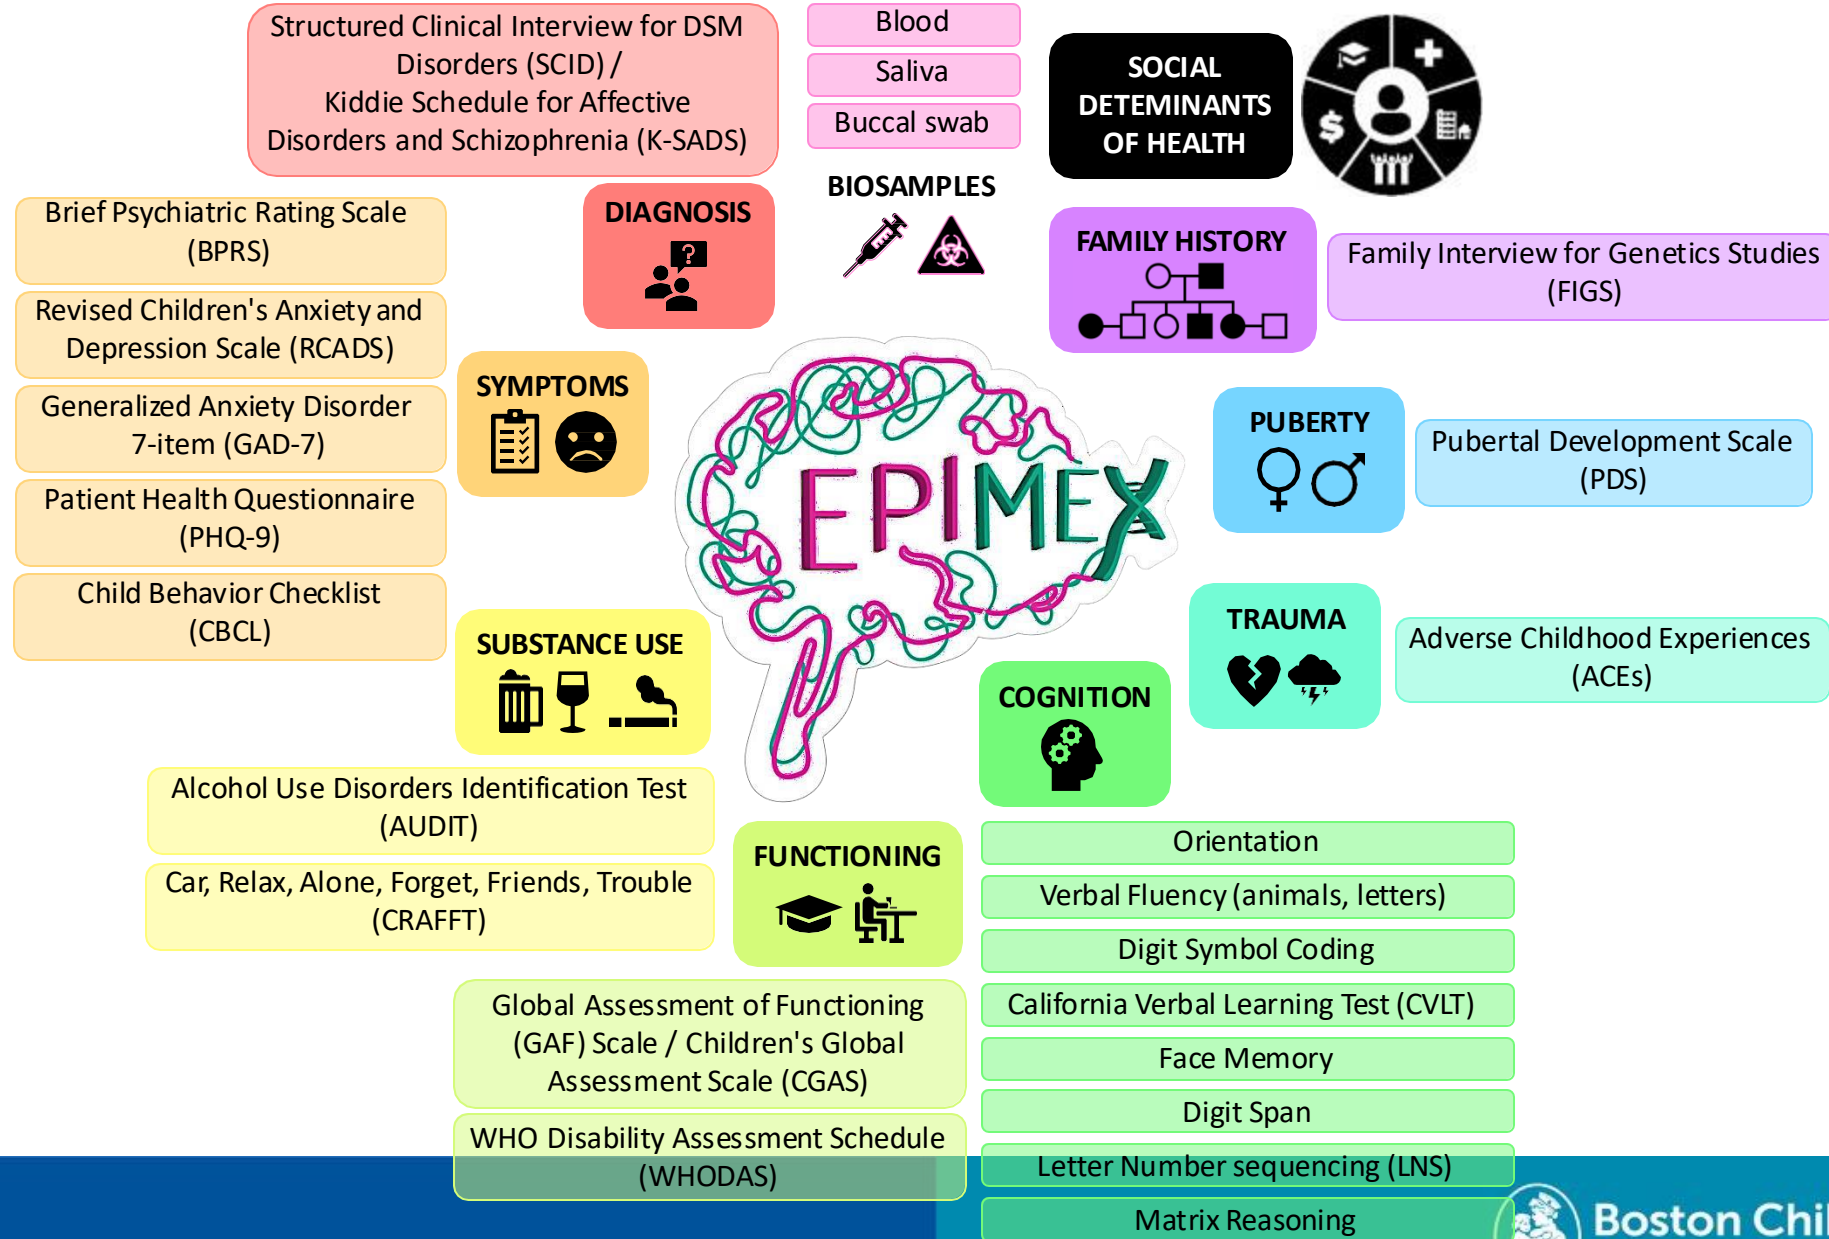 Structured Clinical Interview for DSM
Disorders (SCID) /
Kiddie Schedule for Affective
Disorders and Schizophrenia (K-SADS)
DIAGNOSIS
?
Blood
Saliva
Buccal swab
BIOSAMPLES
SOCIAL
DETEMINANTS
OF HEALTH
$
FAMILY HISTORY
Family Interview for Genetics Studies
(FIGS)
Brief Psychiatric Rating Scale
(BPRS)
Revised Children's Anxiety and
Depression Scale (RCADS)
Generalized Anxiety Disorder
7-item (GAD-7)
Patient Health Questionnaire
(PHQ-9)
Child Behavior Checklist
(CBCL)
SYMPTOMS
EPIMEX
PUBERTY
Pubertal Development Scale
(PDS)
TRAUMA
Adverse Childhood Experiences
(ACEs)
SUBSTANCE USE
Alcohol Use Disorders Identification Test
(AUDIT)
Car, Relax, Alone, Forget, Friends, Trouble
(CRAFFT)
FUNCTIONING
Global Assessment of Functioning
(GAF) Scale / Children's Global
Assessment Scale (CGAS)
WHO Disability Assessment Schedule
(WHODAS)
COGNITION
Orientation
Verbal Fluency (animals, letters)
Digit Symbol Coding
California Verbal Learning Test (CVLT)
Face Memory
Digit Span
Letter Number sequencing (LNS)
Matrix Reasoning
Boston Chil